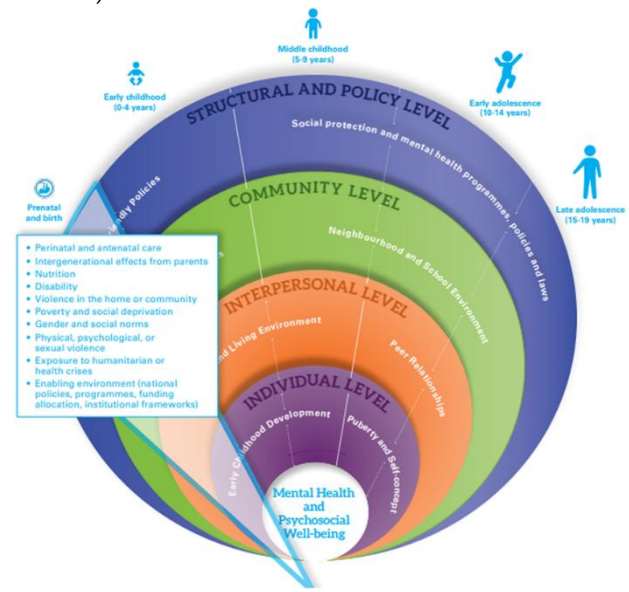 Middle childhood
(5-9 years)
Early childhood
(0-4 years)
Early adolescence
(10-14 years)
Late adolescence
(15-19 years)
Prenatal
and birth
STRUCTURAL AND POLICY LEVEL
Social protection and mental health programmes, policies and laws
Policies
COMMUNITY LEVEL
Neighbourhood and School Environment
INTERPERSONAL LEVEL
Living Environment
Peer Relationships
INDIVIDUAL LEVEL
Early Childhood Development
Puberty and Self-concept
Mental Health
and
Psychosocial
Well-being
• Perinatal and antenatal care
• Intergenerational effects from parents
• Nutrition
• Disability
• Violence in the home or community
• Poverty and social deprivation
• Gender and social norms
• Physical, psychological, or
sexual violence
• Exposure to humanitarian or
health crises
• Enabling environment (national
policies, programmes, funding
allocation, institutional frameworks)